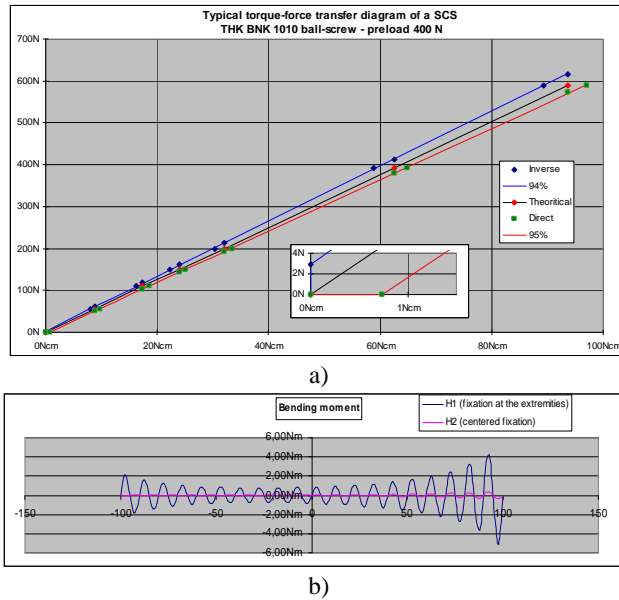 Typical torque-force transfer diagram of a SCS
THK BNK 1010 ball-screw - preload 400 N
700N
600N
500N
400N
300N
200N
100N
0N
0Ncm
20Ncm
40Ncm
60Ncm
80Ncm
100Ncm
Inverse
94%
Theoritical
Direct
95%
4N
2N
0N
0Ncm
1Ncm
a)
Bending moment
H1 (fixation at the extremities)
H2 (centered fixation)
6,00Nm
4,00Nm
2,00Nm
0,00Nm
-2,00Nm
-4,00Nm
-6,00Nm
-150
-100
-50
0
50
100
150
b)